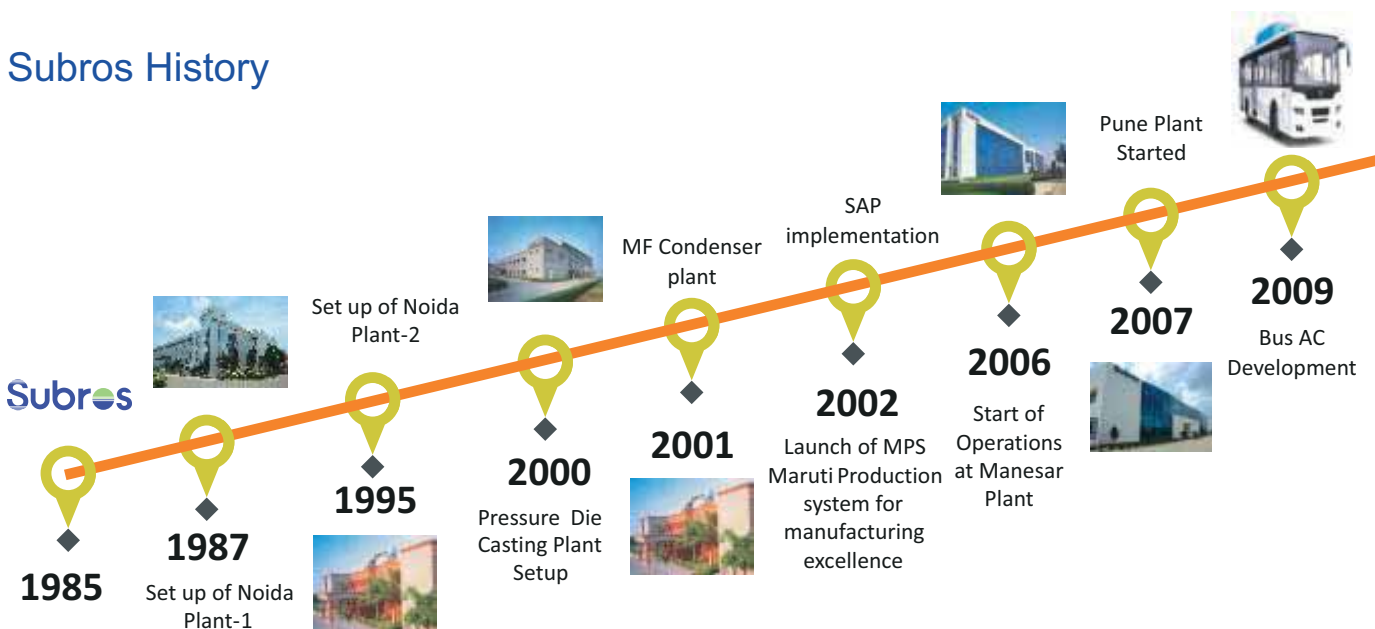 Subros History
Subros
1985
1987
Set up of Noida
Plant-1
Set up of Noida
Plant-2
1995
2000
Pressure Die
Casting Plant
Setup
MF Condenser
plant
2001
SAP
implementation
2002
Launch of MPS
Maruti Production
system for
manufacturing
excellence
2006
Start of
Operations
at Manesar
Plant
Pune Plant
Started
2007
2009
Bus AC
Development